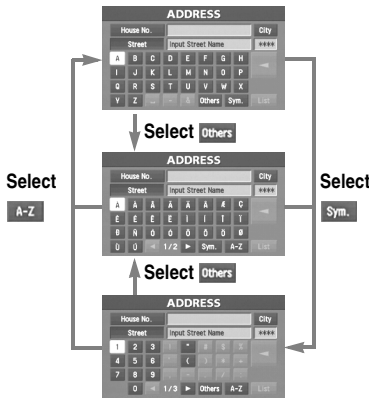 ADDRESS
House No. City
Street Input Street Name ****
A B C D E F G H
I J K L M N O P
Q R S T U V W X
Y Z - & Others Sym. List
Select Others
ADDRESS
House No. City
Street Input Street Name ****
Æ Ç
Ñ Ø
1/2 Sym. A-Z List
Select A-Z
Select Sym.
Select Others
ADDRESS
House No. City
Street Input Street Name ****
1 2 3
4 5 6 ( )
7 8 9
0 1/3 Others A-Z List